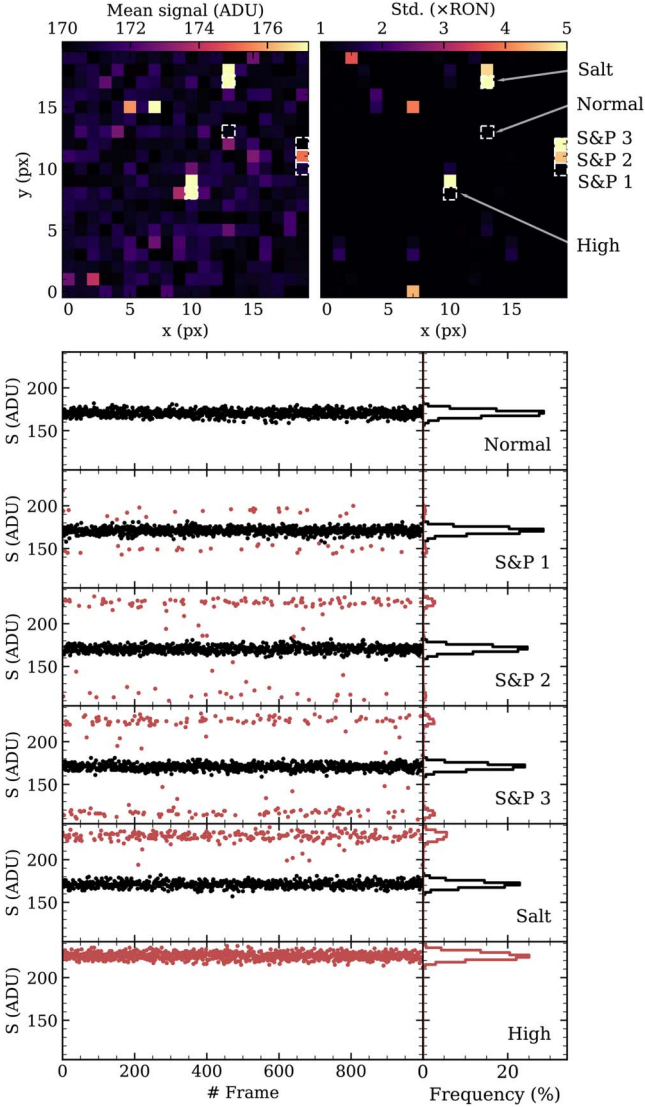 Mean signal (ADU) Std. (×RON)
170 172 174 176 1 2 3 4 5
Salt
15 Normal
S&P 3
y (px)
10 S&P 2
S&P 1
5
High
0
0 5 10 15 0 5 10 15
x (px) x (px)
S (ADU) 200 150 Normal
S (ADU) 200 150 S&P 1
S (ADU) 200 150 S&P 2
S (ADU) 200 150 S&P 3
S (ADU) 200 150 Salt
S (ADU) 200 150 High
0 200 400 600 800 0 20
# Frame Frequency (%)